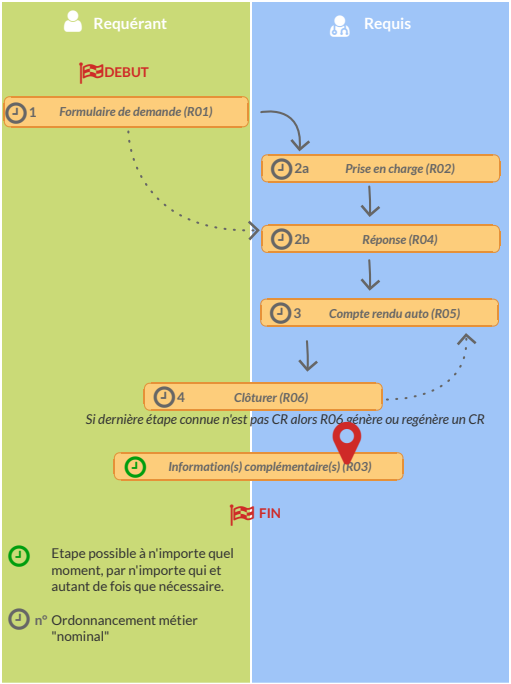 Requérant
Requis
DEBUT
1 Formulaire de demande (R01)
2a Prise en charge (R02)
2b Réponse (R04)
3 Compte rendu auto (R05)
4 Clôturer (R06)
Si dernière étape connue n'est pas CR alors R06 génère ou regénère un CR
Information(s) complémentaire(s) (R03)
FIN
Etape possible à n'importe quel
moment, par n'importe qui et
autant de fois que nécessaire.
n° Ordonnancement métier
"nominal"